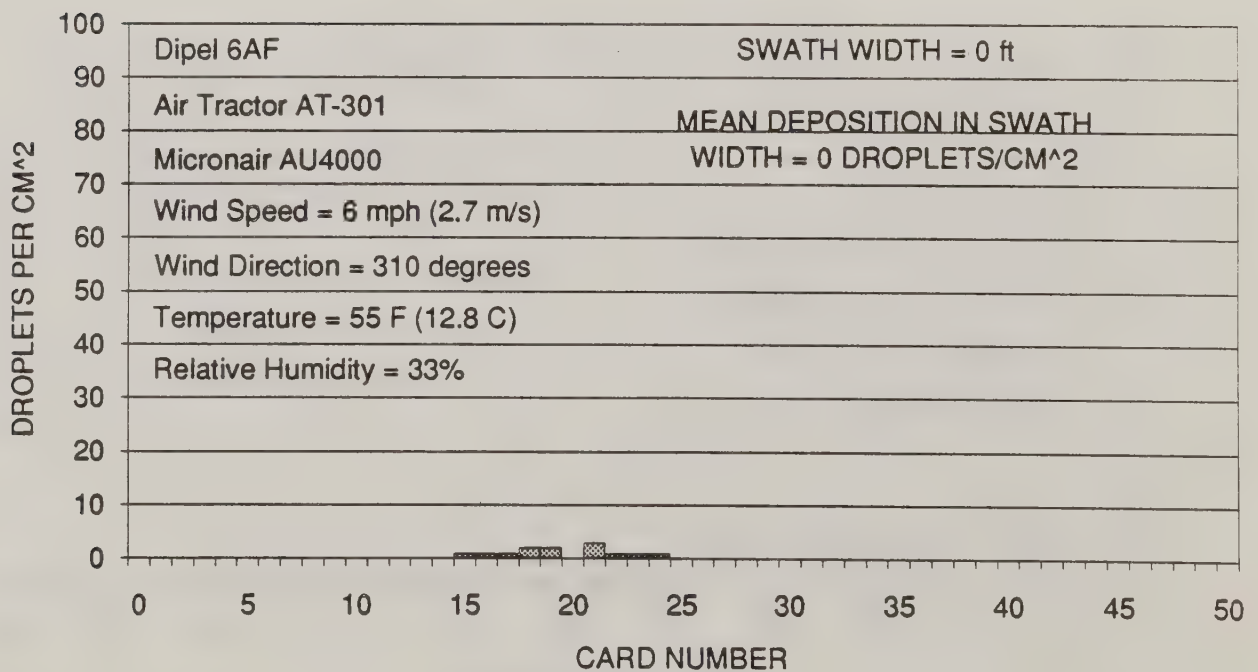 DROPLETS PER CM^2
100
90
80
70
60
50
40
30
20
10
0
Dipel 6AF
SWATH WIDTH = 0 ft
Air Tractor AT-301
MEAN DEPOSITION IN SWATH
Micronair AU4000
WIDTH = 0 DROPLETS/CM^2
Wind Speed = 6 mph (2.7 m/s)
Wind Direction = 310 degrees
Temperature = 55 F (12.8 C)
Relative Humidity = 33%
0 5 10 15 20 25 30 35 40 45 50
CARD NUMBER